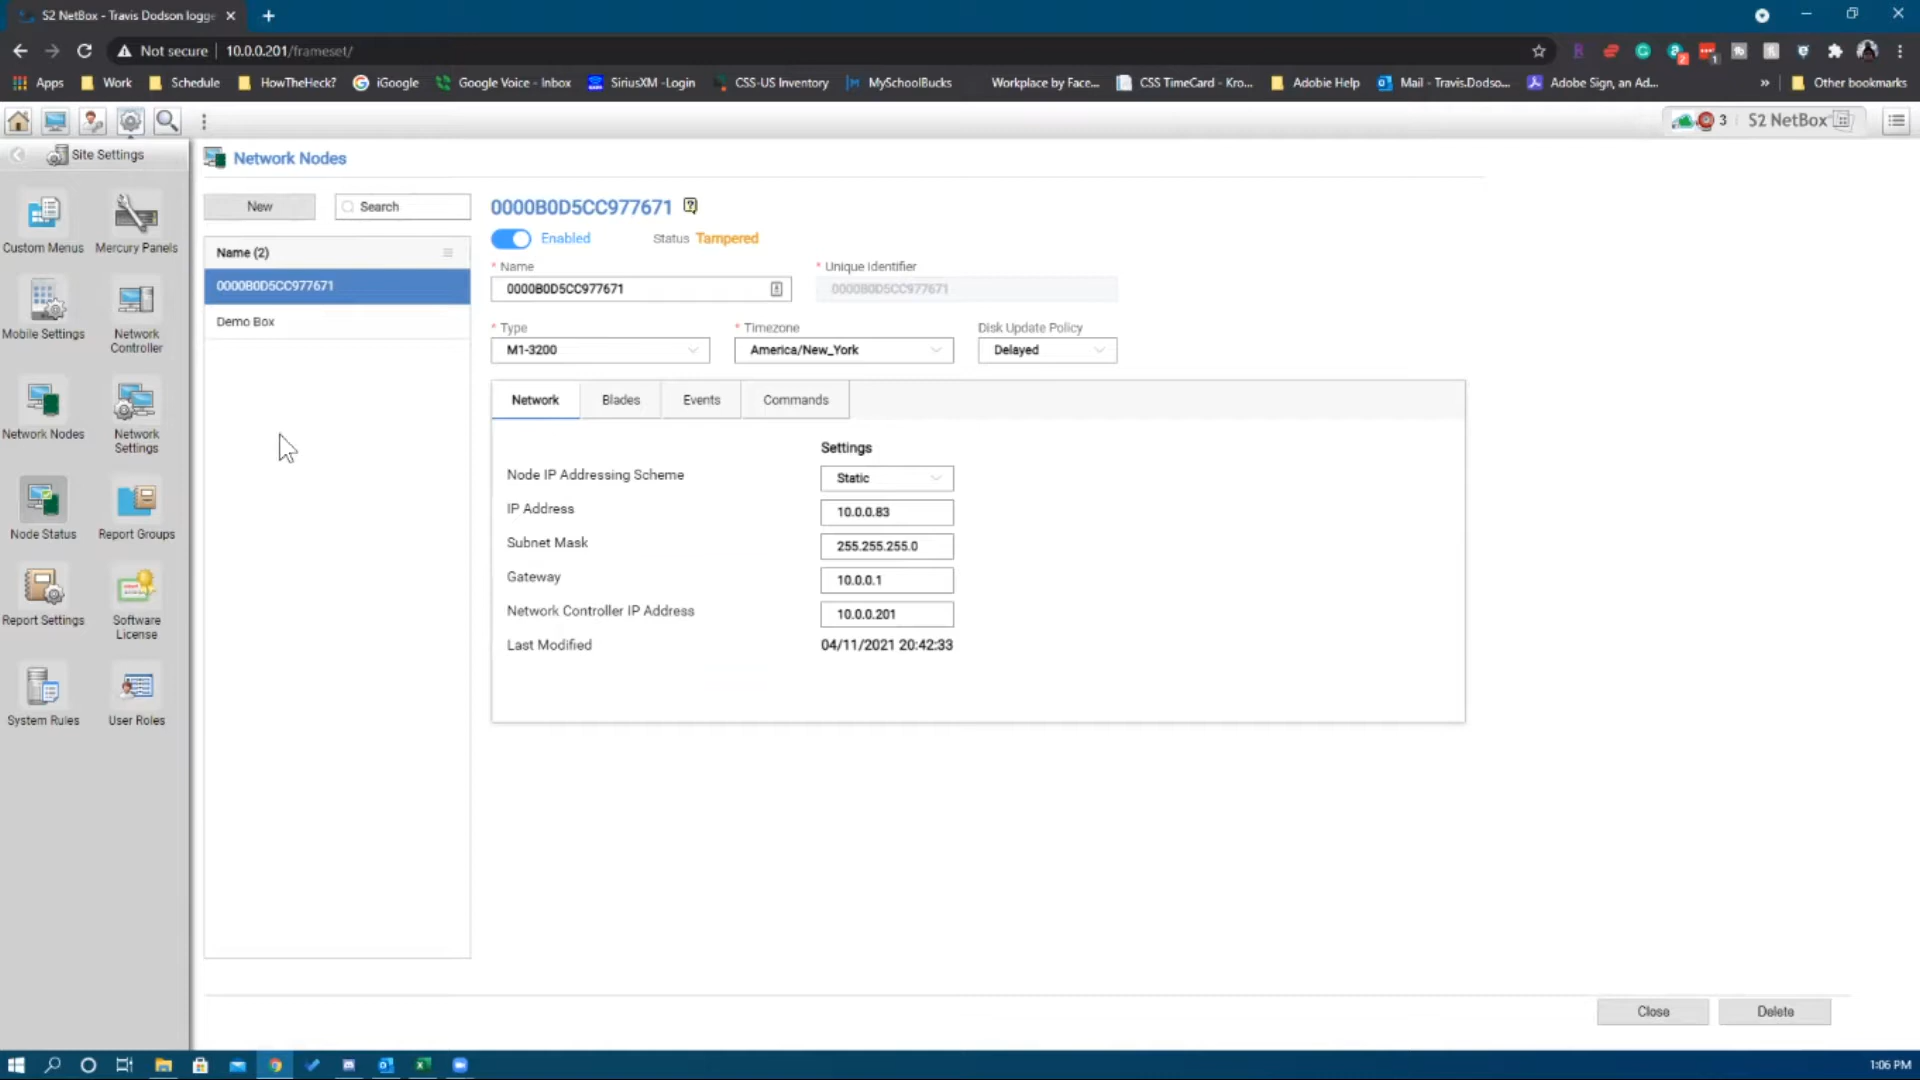 S2 NetBox - Travis Dodson logge
Not secure
10.0.0.201/frameset/
Apps
Work
Schedule
HowTheHeck?
iGoogle
Google Voice - Inbox
SiriusXM -Login
CSS-US Inventory
MySchoolBucks
Workplace by Face...
CSS TimeCard - Kro...
Adobie Help
Mail - Travis.Dodso...
Adobe Sign, an Ad...
»
Other bookmarks
3
S2 NetBox
Site Settings
Custom Menus
Mercury Panels
Mobile Settings
Network
Controller
Network Nodes
Network
Settings
Node Status
Report Groups
Report Settings
Software
License
System Rules
User Roles
Network Nodes
New
Search
Name (2)
0000B0D5CC977671
Demo Box
0000B0D5CC977671
Enabled
Status Tampered
* Name
* Unique Identifier
0000B0D5CC977671
0000B0D5CC977671
* Type
* Timezone
Disk Update Policy
M1-3200
America/New_York
Delayed
Network
Blades
Events
Commands
Settings
Node IP Addressing Scheme
Static
IP Address
10.0.0.83
Subnet Mask
255.255.255.0
Gateway
10.0.0.1
Network Controller IP Address
10.0.0.201
Last Modified
04/11/2021 20:42:33
Close
Delete
1:06 PM